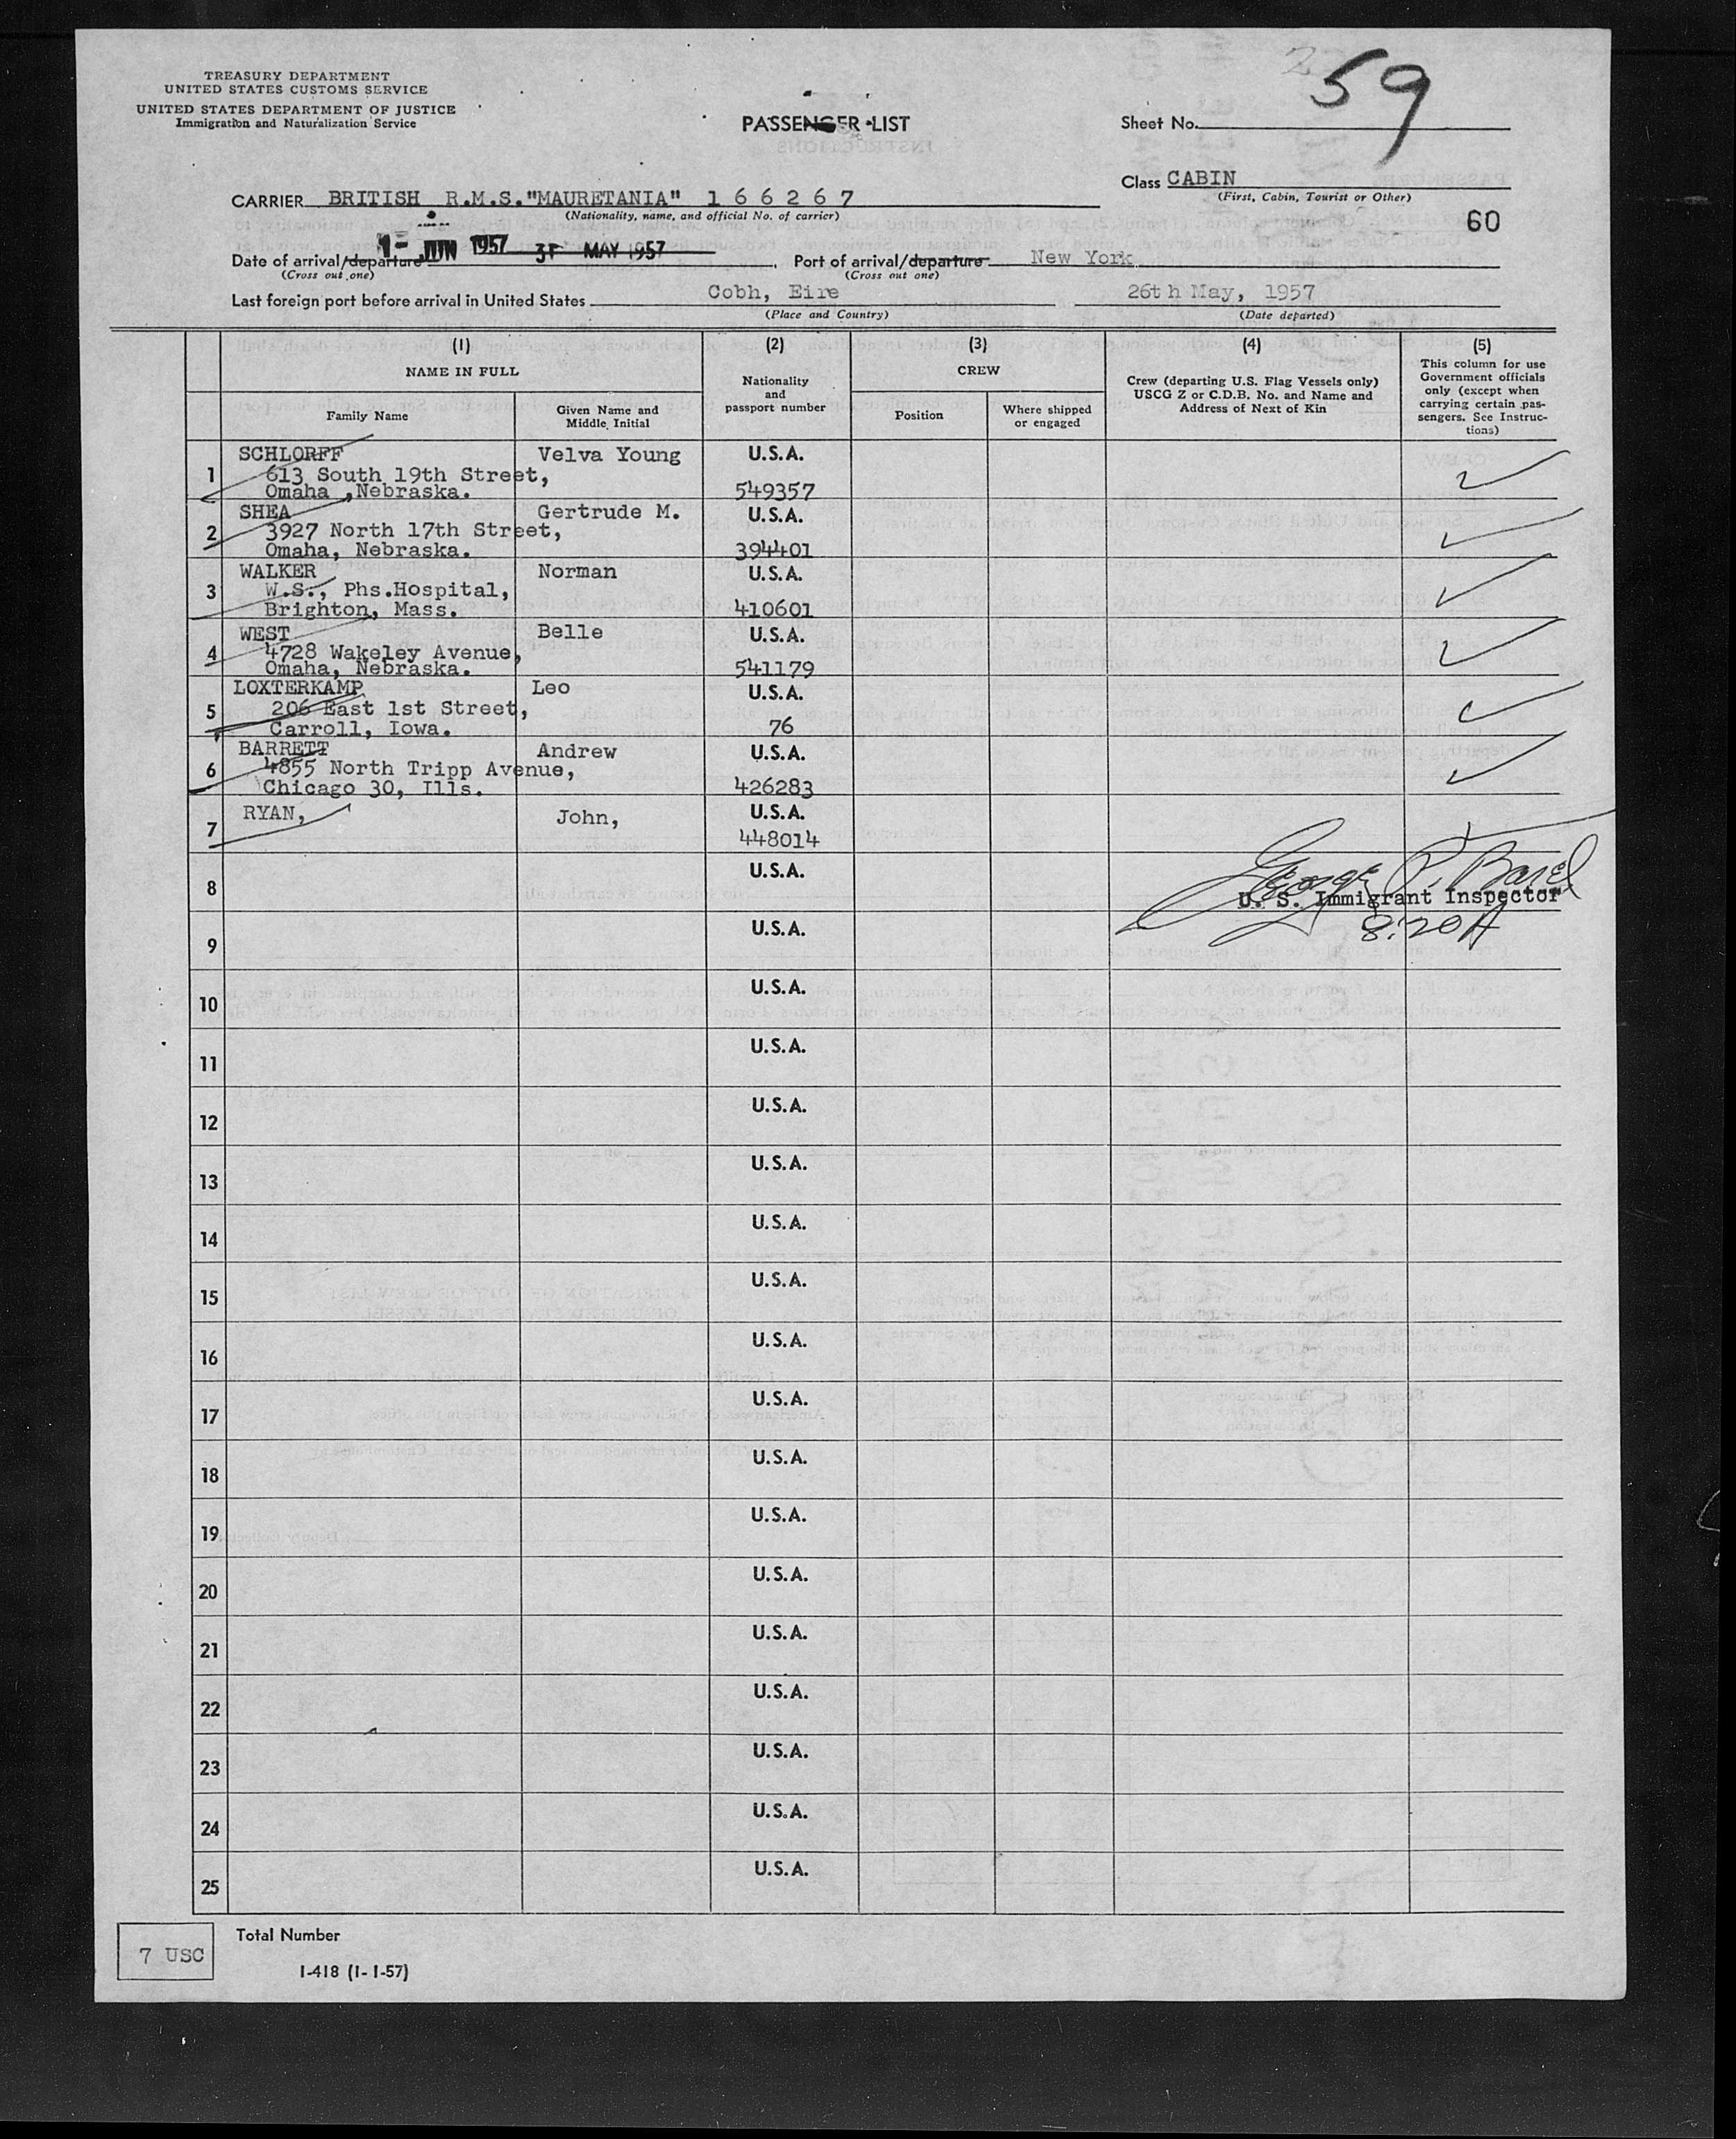 TREASURY DEPARTMENT
UNITED STATES CUSTOMS SERVICE
UNITED STATES DEPARTMENT OF JUSTICE
Immigration and Naturalization Service
PASSENGER LIST
Sheet No. 59
Class CABIN
(First, Cabin, Tourist or Other)
CARRIER BRITISH R.M.S."MAURETANIA" 1 6 6 2 6 7
(Nationality, name, and official No. of carrier)
60
1- JUN 1957 31 MAY 1957
Date of arrival/departure
(Cross out one)
Port of arrival/departure New York
(Cross out one)
Last foreign port before arrival in United States Cobh, Eire 26th May, 1957
(Place and Country) (Date departed)
(1) (2) (3) (4) (5)
NAME IN FULL
Family Name
Given Name and Middle Initial
Nationality and passport number
CREW
Position
Where shipped or engaged
Crew (departing U.S. Flag Vessels only)
USCG Z or C.D.B. No. and Name and
Address of Next of Kin
This column for use
Government officials
only (except when
carrying certain pas-
sengers. See Instruc-
tions)
1 SCHLORFF Velva Young U.S.A.
613 South 19th Street,
Omaha ,Nebraska. 549357
2 SHEA Gertrude M. U.S.A.
3927 North 17th Street,
Omaha, Nebraska. 394401
3 WALKER Norman U.S.A.
W.S., Phs.Hospital,
Brighton, Mass. 410601
4 WEST Belle U.S.A.
4728 Wakeley Avenue,
Omaha, Nebraska. 541179
5 LOXTERKAMP Leo U.S.A.
206 East 1st Street,
Carroll, Iowa. 76
6 BARRETT Andrew U.S.A.
4855 North Tripp Avenue,
Chicago 30, Ills. 426283
7 RYAN, John, U.S.A.
448014
8 U.S.A.
George P.
U. S. Immigrant Inspector
8:20A
9 U.S.A.
10 U.S.A.
11 U.S.A.
12 U.S.A.
13 U.S.A.
14 U.S.A.
15 U.S.A.
16 U.S.A.
17 U.S.A.
18 U.S.A.
19 U.S.A.
20 U.S.A.
21 U.S.A.
22 U.S.A.
23 U.S.A.
24 U.S.A.
25 U.S.A.
7 USC
Total Number
I-418 (1-1-57)